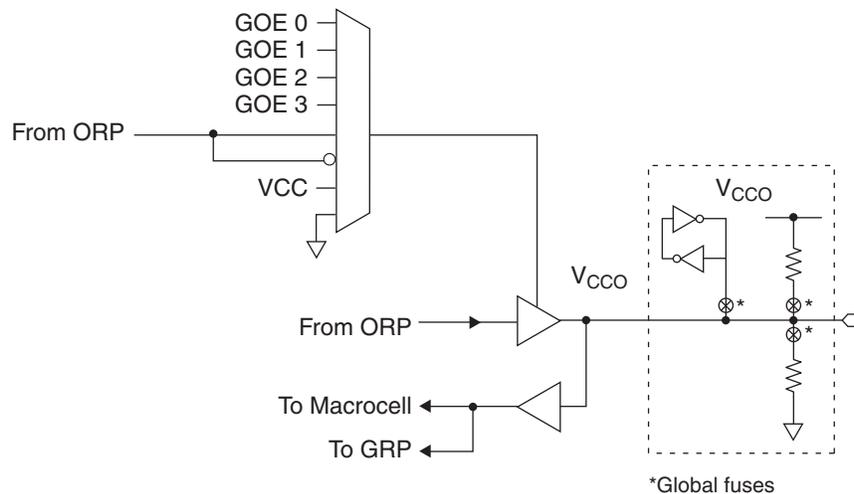 GOE 0
GOE 1
GOE 2
GOE 3
From ORP
VCC
VCCO
VCCO
*
*
*
From ORP
To Macrocell
To GRP
*Global fuses